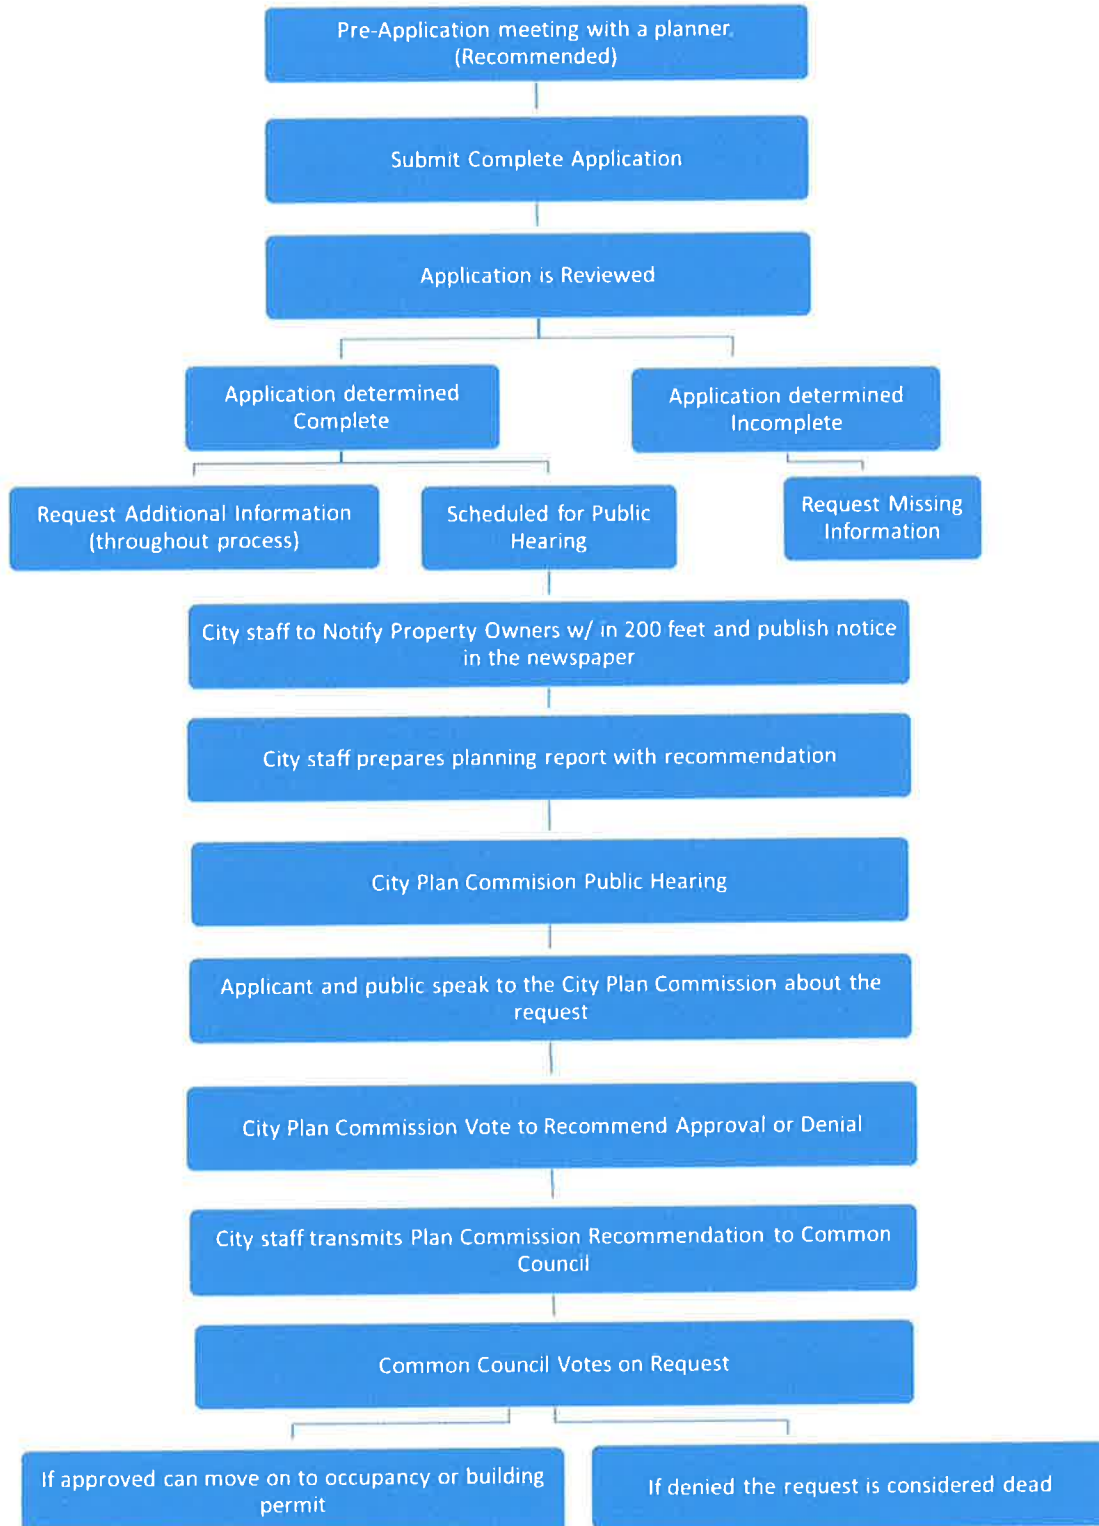 Pre-Application meeting with a planner.
(Recommended)
Submit Complete Application
Application is Reviewed
Application determined
Complete
Application determined
Incomplete
Request Additional Information
(throughout process)
Scheduled for Public
Hearing
Request Missing
Information
City staff to Notify Property Owners w/ in 200 feet and publish notice
in the newspaper
City staff prepares planning report with recommendation
City Plan Commision Public Hearing
Applicant and public speak to the City Plan Commission about the
request
City Plan Commission Vote to Recommend Approval or Denial
City staff transmits Plan Commission Recommendation to Common
Council
Common Council Votes on Request
If approved can move on to occupancy or building
permit
If denied the request is considered dead